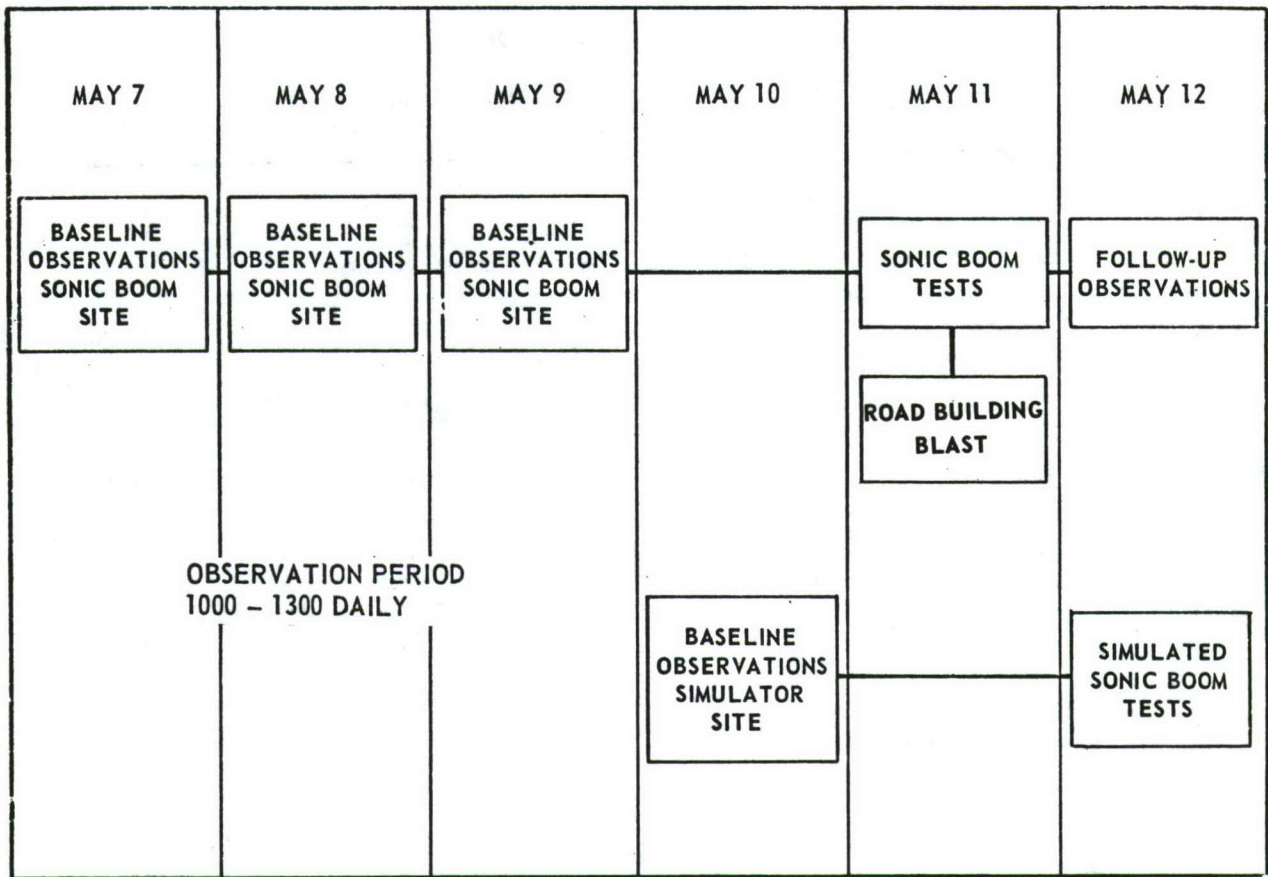 MAY 7
MAY 8
MAY 9
MAY 10
MAY 11
MAY 12
BASELINE
OBSERVATIONS
SONIC BOOM
SITE
BASELINE
OBSERVATIONS
SONIC BOOM
SITE
BASELINE
OBSERVATIONS
SONIC BOOM
SITE
SONIC BOOM
TESTS
FOLLOW-UP
OBSERVATIONS
ROAD BUILDING
BLAST
OBSERVATION PERIOD
1000 – 1300 DAILY
BASELINE
OBSERVATIONS
SIMULATOR
SITE
SIMULATED
SONIC BOOM
TESTS